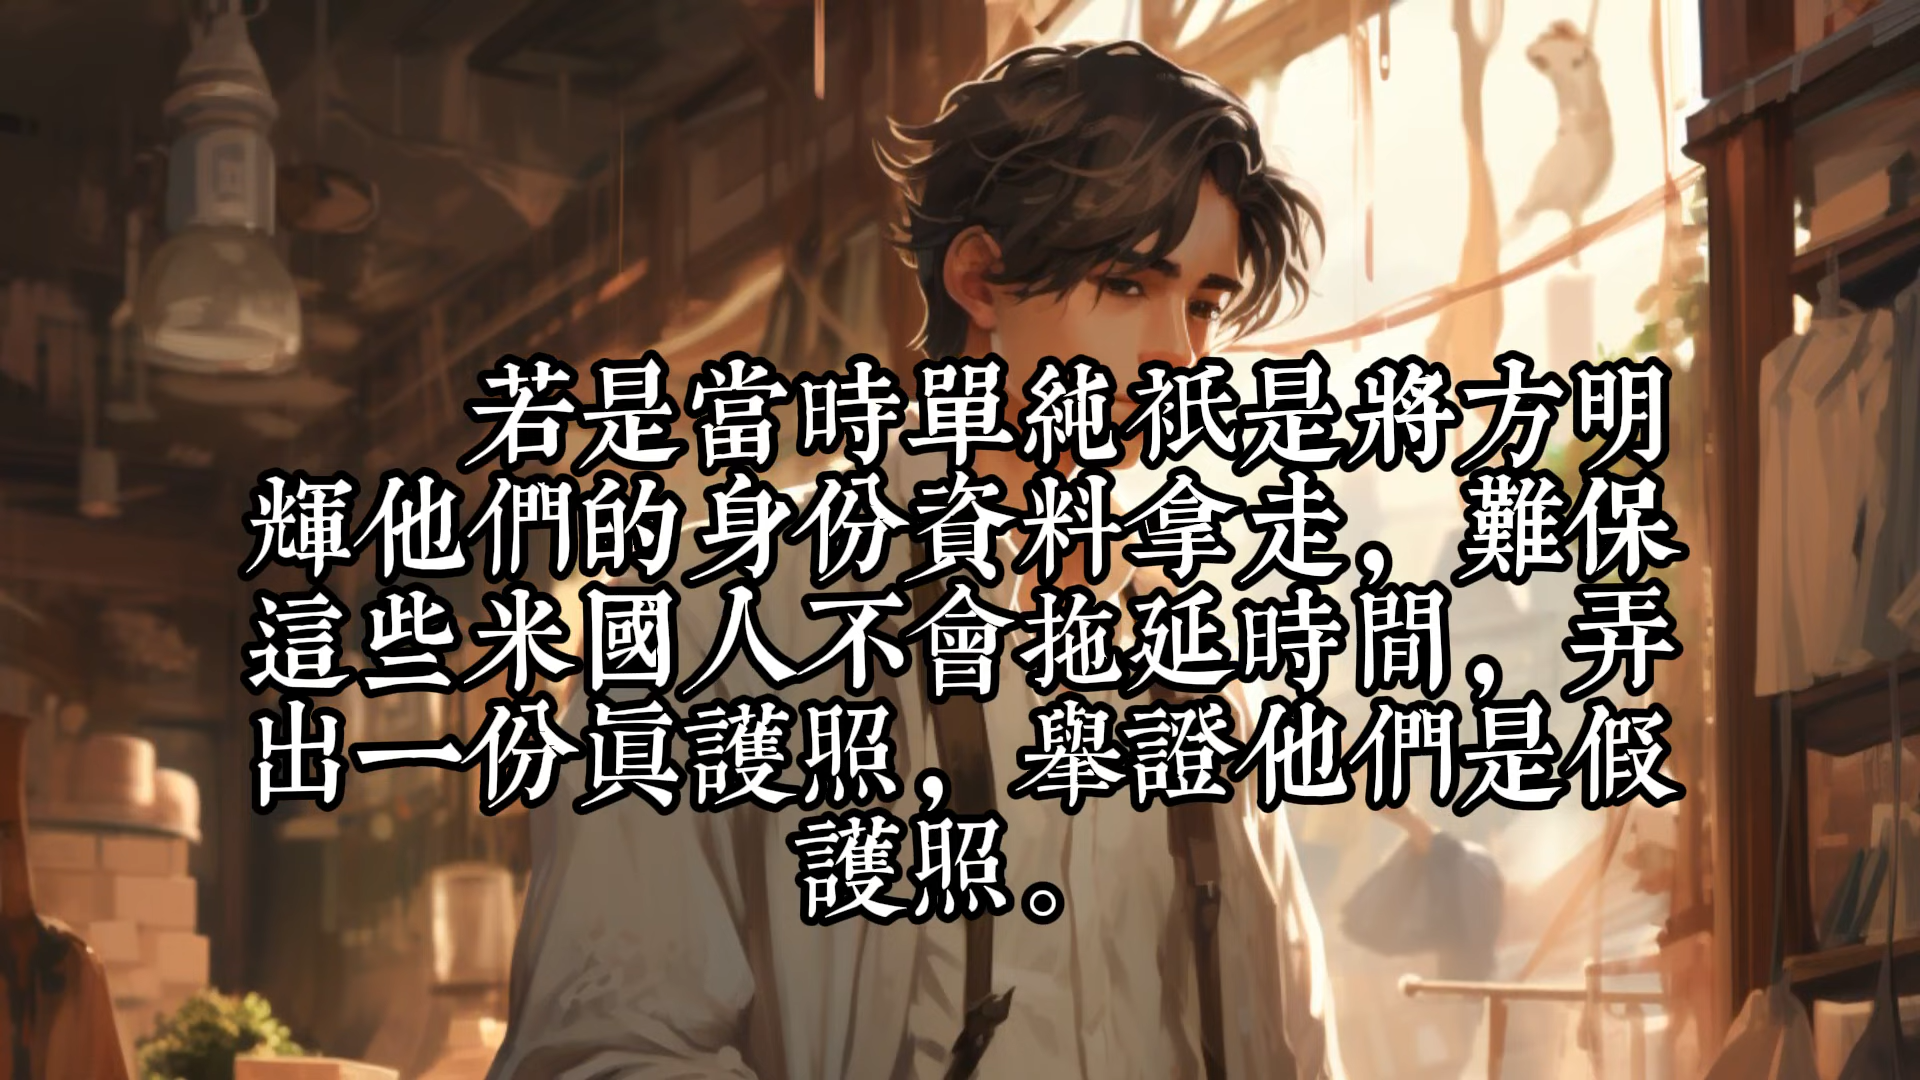 若是當時單純衹是將方明
輝他們的身份資料拿走，難保
這些米國人不會拖延時間，弄
出一份眞護照，舉證他們是假
護照。